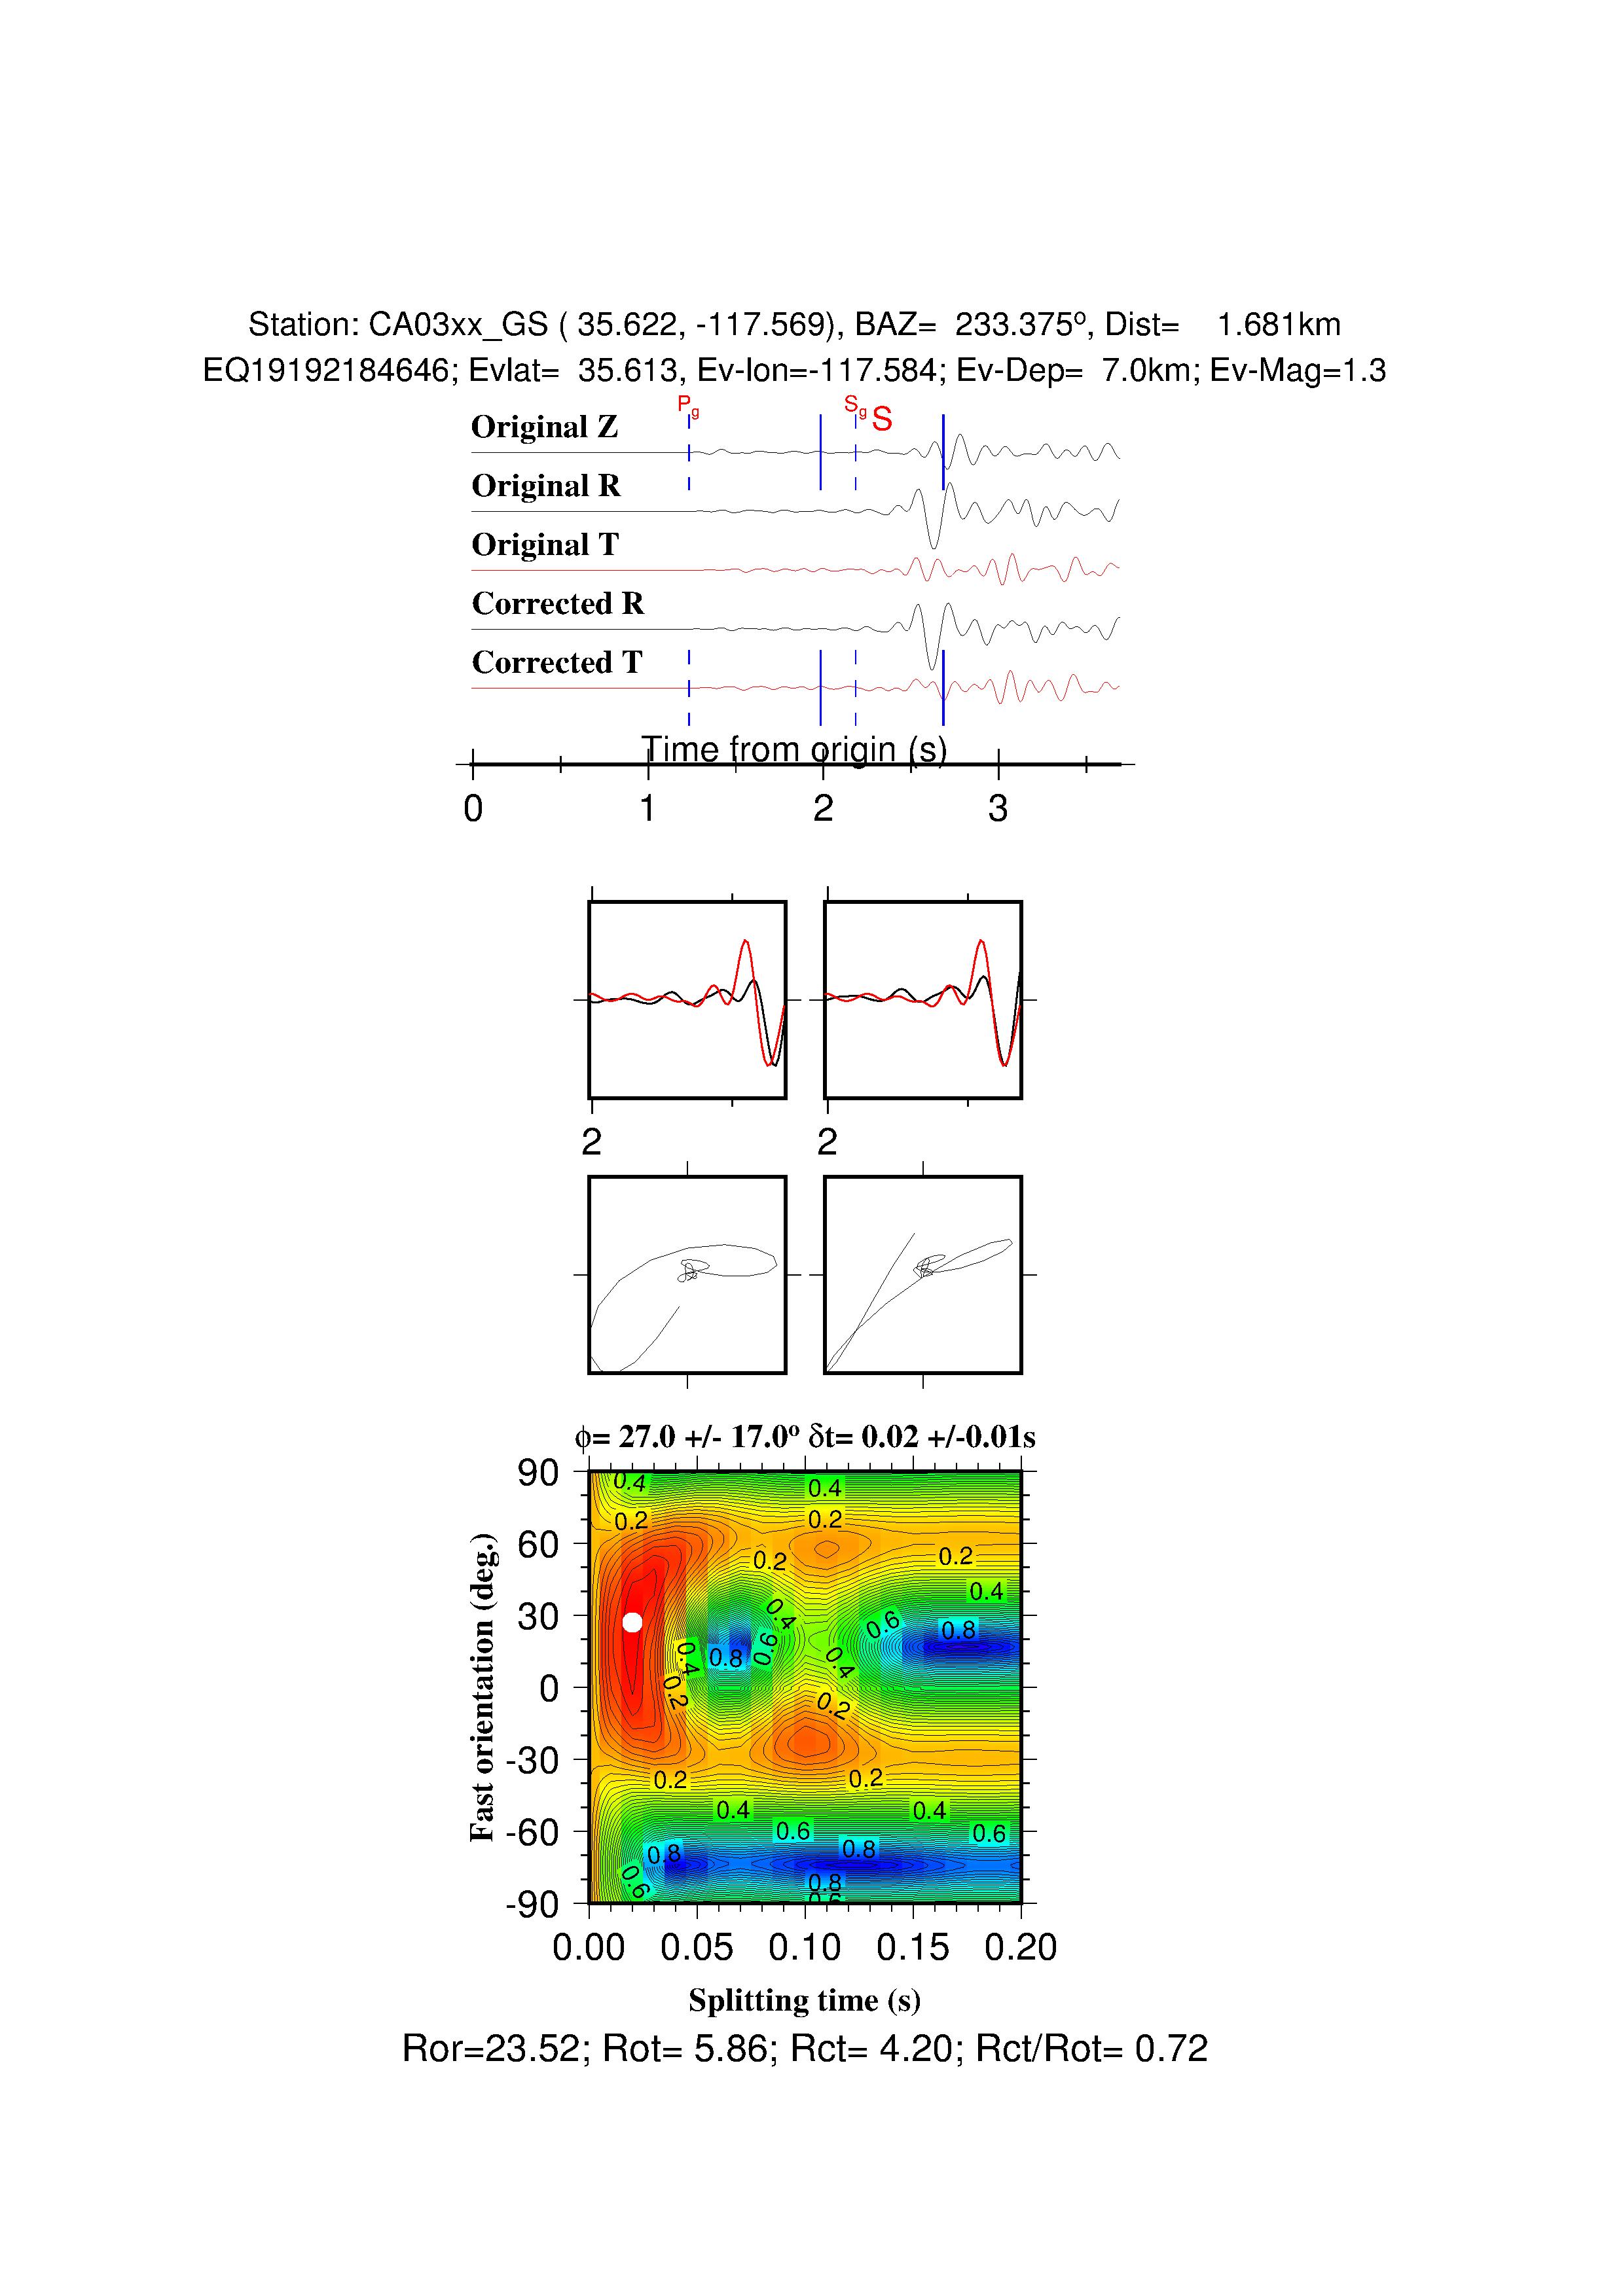 Station: CA03xx_GS ( 35.622, -117.569), BAZ= 233.375º, Dist= 1.681km
EQ19192184646; Evlat= 35.613, Ev-lon=-117.584; Ev-Dep= 7.0km; Ev-Mag=1.3
Pg Sg S
Original Z
Original R
Original T
Corrected R
Corrected T
Time from origin (s)
0 1 2 3
2 2
ϕ= 27.0 +/- 17.0º δt= 0.02 +/-0.01s
90
60
30
0
-30
-60
-90
Fast orientation (deg.)
0.4 0.4
0.2 0.2
0.2 0.2
0.4
0.4 0.6 0.8
0.4 0.8 0.6 0.4
0.2 0.2
0.2 0.2
0.4 0.4
0.6 0.6
0.8 0.8
0.6 0.8
0.6
0.00 0.05 0.10 0.15 0.20
Splitting time (s)
Ror=23.52; Rot= 5.86; Rct= 4.20; Rct/Rot= 0.72